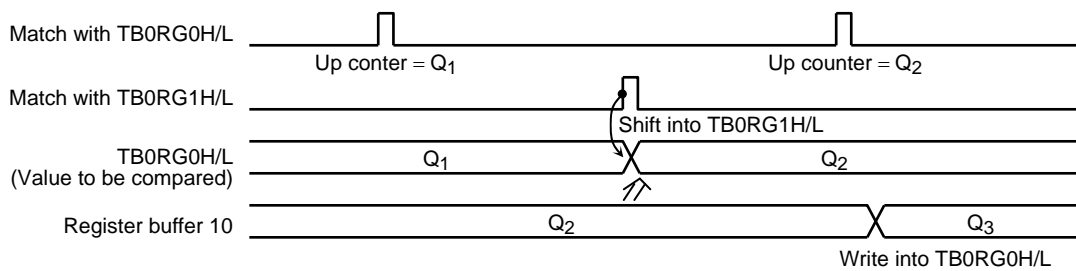 Match with TB0RG0H/L
Up conter = Q1
Up counter = Q2
Match with TB0RG1H/L
Shift into TB0RG1H/L
TB0RG0H/L
(Value to be compared)
Q1
Q2
Register buffer 10
Q2
Q3
Write into TB0RG0H/L